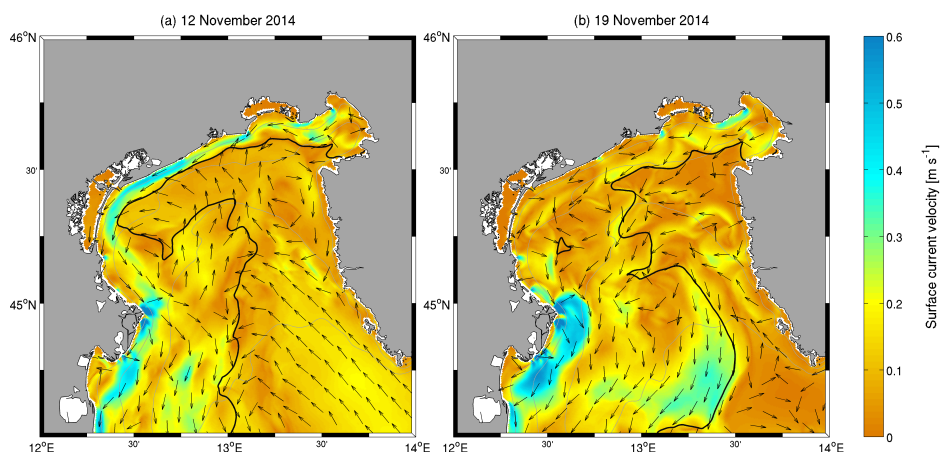 (a) 12 November 2014
(b) 19 November 2014
46°N
46°N
0.6
0.5
0.4
0.3
0.2
0.1
0
Surface current velocity [m s-1]
30'
30'
45°N
45°N
12°E
30'
13°E
30'
14°E
12°E
30'
13°E
30'
14°E